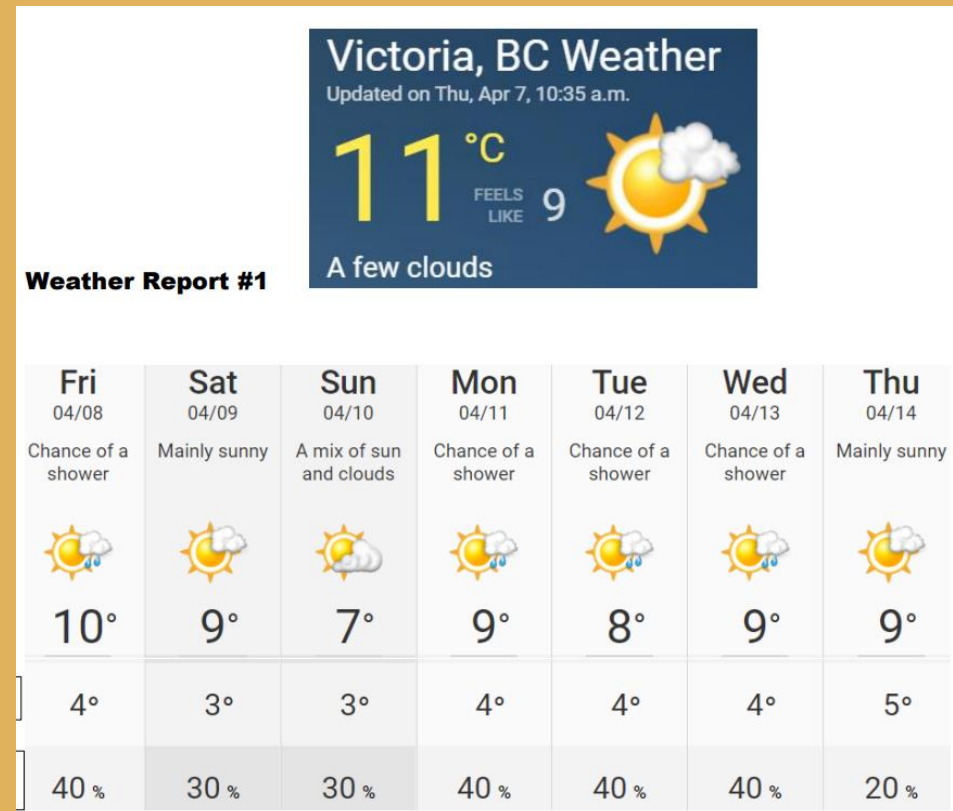 Victoria, BC Weather
Updated on Thu, Apr 7, 10:35 a.m.
11 °C
FEELS LIKE 9
A few clouds
Weather Report #1
Fri Sat Sun Mon Tue Wed Thu
04/08 04/09 04/10 04/11 04/12 04/13 04/14
Chance of a shower Mainly sunny A mix of sun and clouds Chance of a shower Chance of a shower Chance of a shower Mainly sunny
10° 9° 7° 9° 8° 9° 9°
4° 3° 3° 4° 4° 4° 5°
40 % 30 % 30 % 40 % 40 % 40 % 20 %